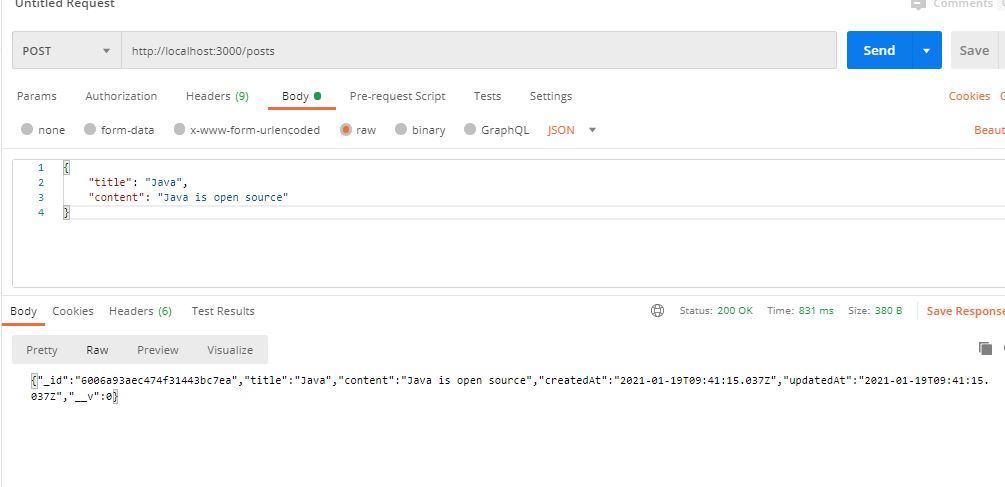 Untitled Request
Comments
POST http://localhost:3000/posts Send Save
Params Authorization Headers (9) Body Pre-request Script Tests Settings Cookies
none form-data x-www-form-urlencoded raw binary GraphQL JSON Beaut
1 {
2 "title": "Java",
3 "content": "Java is open source"
4 }
Body Cookies Headers (6) Test Results Status: 200 OK Time: 831 ms Size: 380 B Save Response
Pretty Raw Preview Visualize
{"_id":"6006a93aec474f31443bc7ea","title":"Java","content":"Java is open source","createdAt":"2021-01-19T09:41:15.037Z","updatedAt":"2021-01-19T09:41:15.
037Z","__v":0}